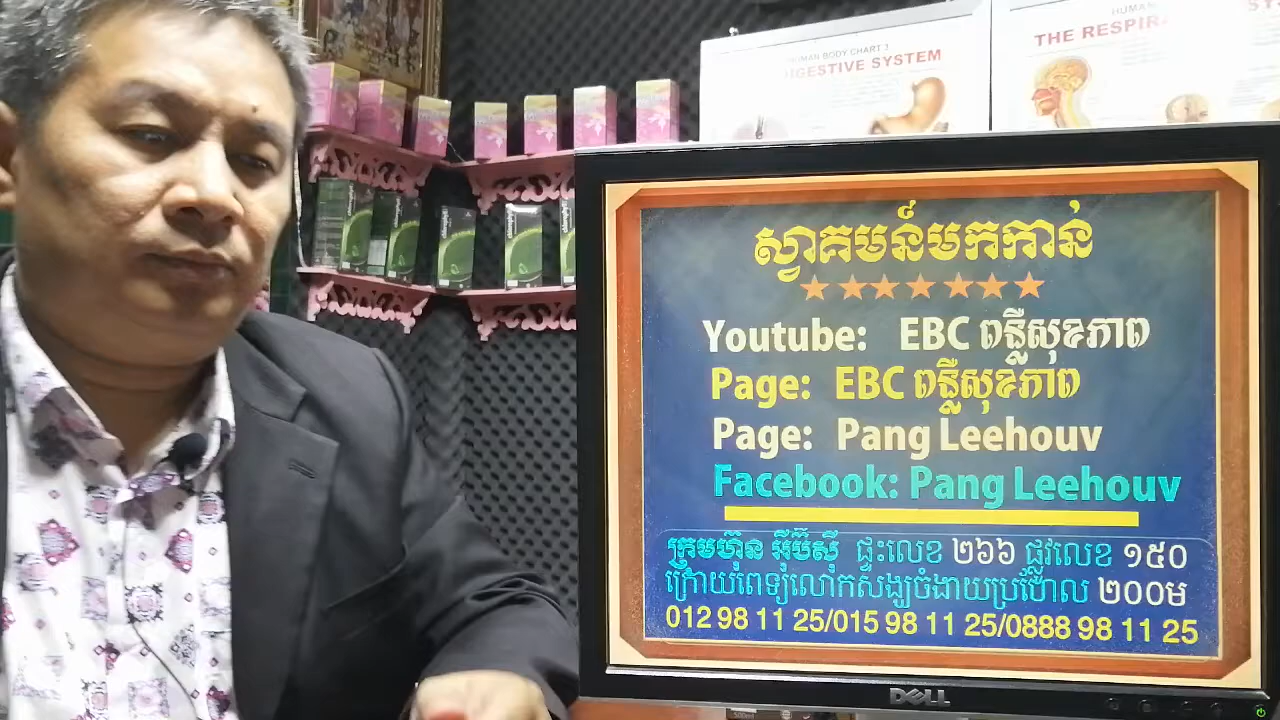 HUMAN BODY CHART 3
DIGESTIVE SYSTEM
HUMAN
THE RESPIR
ស្វាគមន៍មកកាន់
Youtube: EBC ពន្លឺសុខភាព
Page: EBC ពន្លឺសុខភាព
Page: Pang Leehouv
Facebook: Pang Leehouv
ក្រុមហ៊ុន អ៊ីប៊ីស៊ី ផ្ទះលេខ ២៦៦ ផ្លូវលេខ ១៥០
ក្រោយពេទ្យលោកសង្ឃចំងាយប្រហែល ២០០ម
012 98 11 25/015 98 11 25/0888 98 11 25
DELL